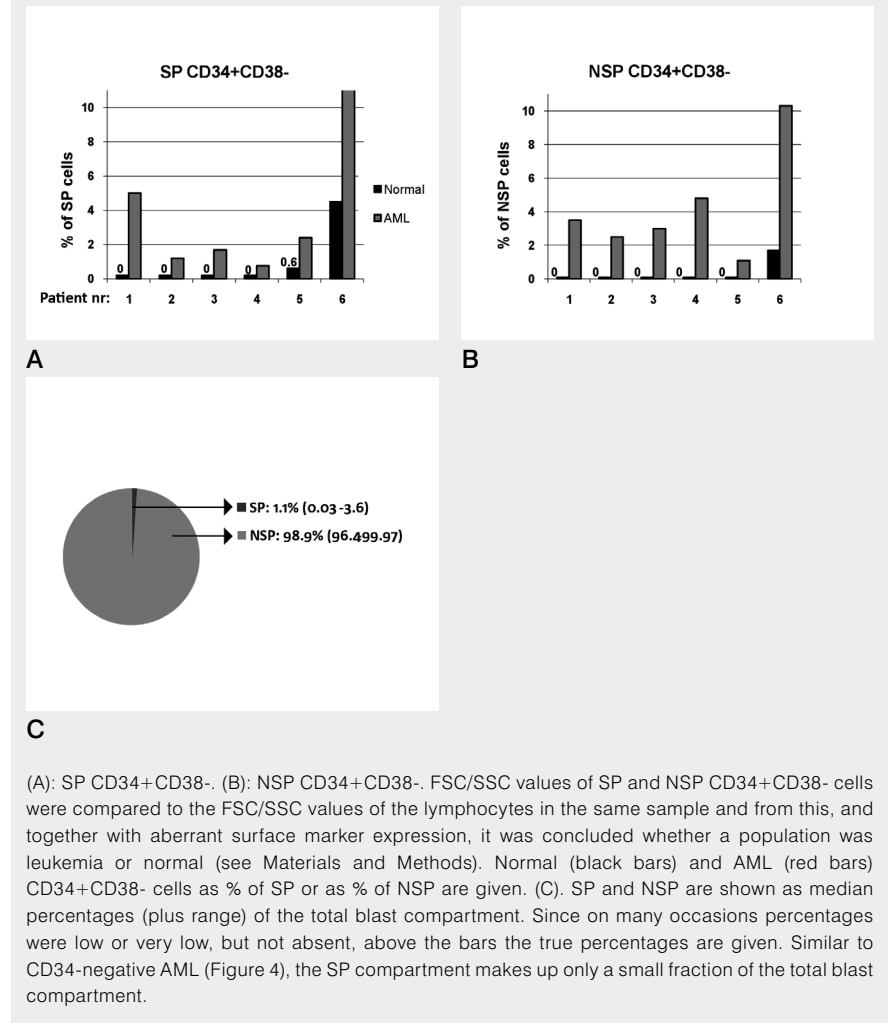 SP CD34+CD38-
10
8
6
4
2
0
% of SP cells
0
0
0
0
0.6
Patient nr: 1 2 3 4 5 6
Normal
AML
NSP CD34+CD38-
10
8
6
4
2
0
% of NSP cells
0
0
0
0
0
1 2 3 4 5 6
A
B
SP: 1.1% (0.03-3.6)
NSP: 98.9% (96.499.97)
C
(A): SP CD34+CD38-. (B): NSP CD34+CD38-. FSC/SSC values of SP and NSP CD34+CD38- cells
were compared to the FSC/SSC values of the lymphocytes in the same sample and from this, and
together with aberrant surface marker expression, it was concluded whether a population was
leukemia or normal (see Materials and Methods). Normal (black bars) and AML (red bars)
CD34+CD38- cells as % of SP or as % of NSP are given. (C). SP and NSP are shown as median
percentages (plus range) of the total blast compartment. Since on many occasions percentages
were low or very low, but not absent, above the bars the true percentages are given. Similar to
CD34-negative AML (Figure 4), the SP compartment makes up only a small fraction of the total blast
compartment.